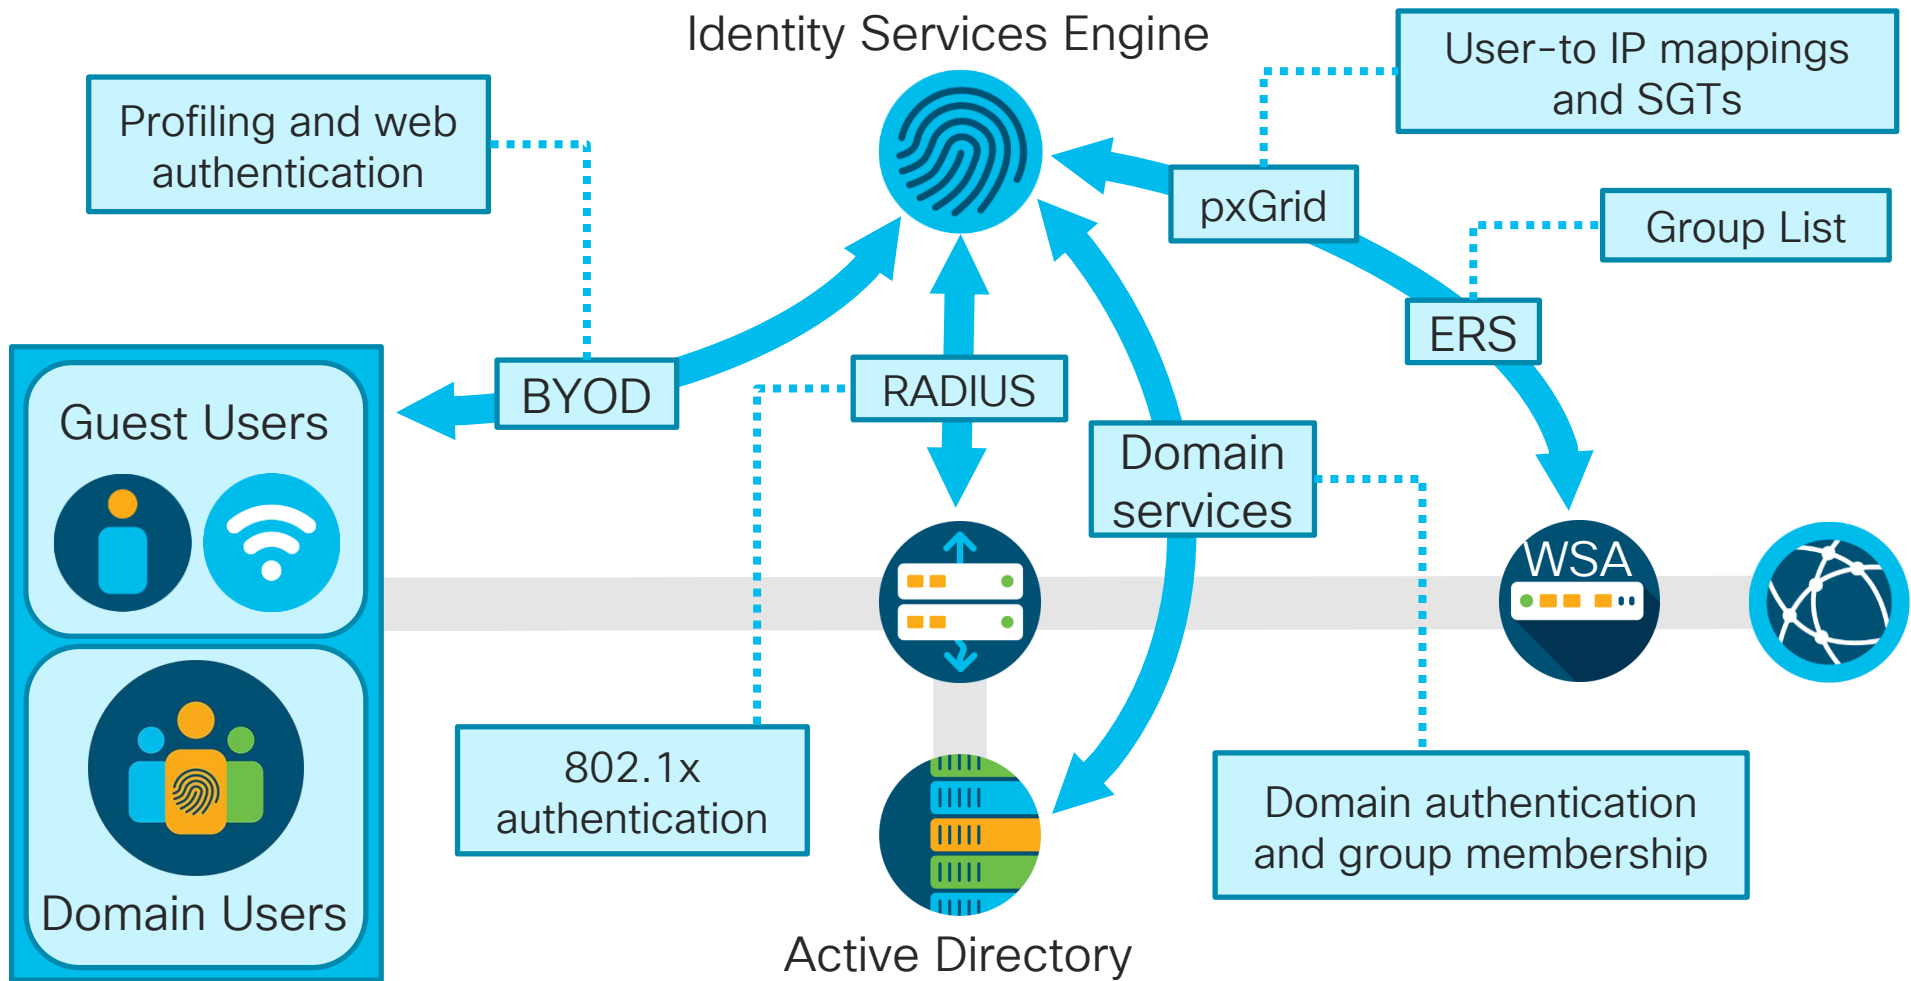 Identity Services Engine
User-to IP mappings
and SGTs
Profiling and web
authentication
pxGrid
Group List
ERS
BYOD
RADIUS
Guest Users
Domain
services
WSA
802.1x
authentication
Domain authentication
and group membership
Domain Users
Active Directory